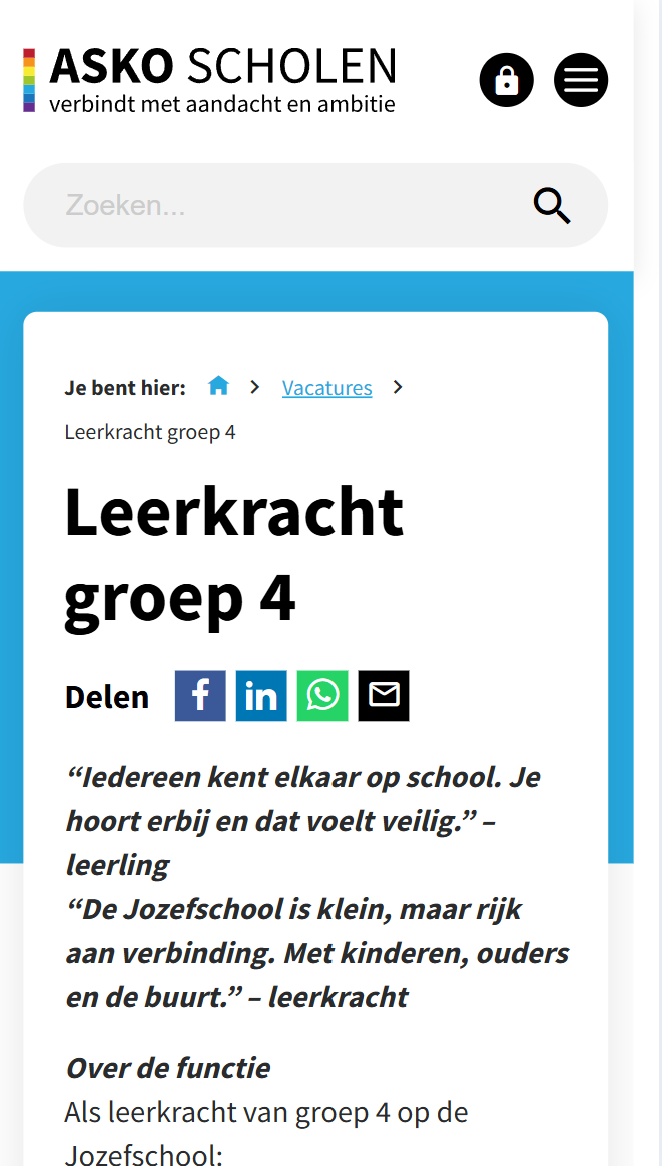 ASKO SCHOLEN
verbindt met aandacht en ambitie
Zoeken...
Je bent hier: Vacatures
Leerkracht groep 4
Leerkracht
groep 4
Delen
“Iedereen kent elkaar op school. Je
hoort erbij en dat voelt veilig.” –
leerling
“De Jozefschool is klein, maar rijk
aan verbinding. Met kinderen, ouders
en de buurt.” – leerkracht
Over de functie
Als leerkracht van groep 4 op de
Jozefschool: